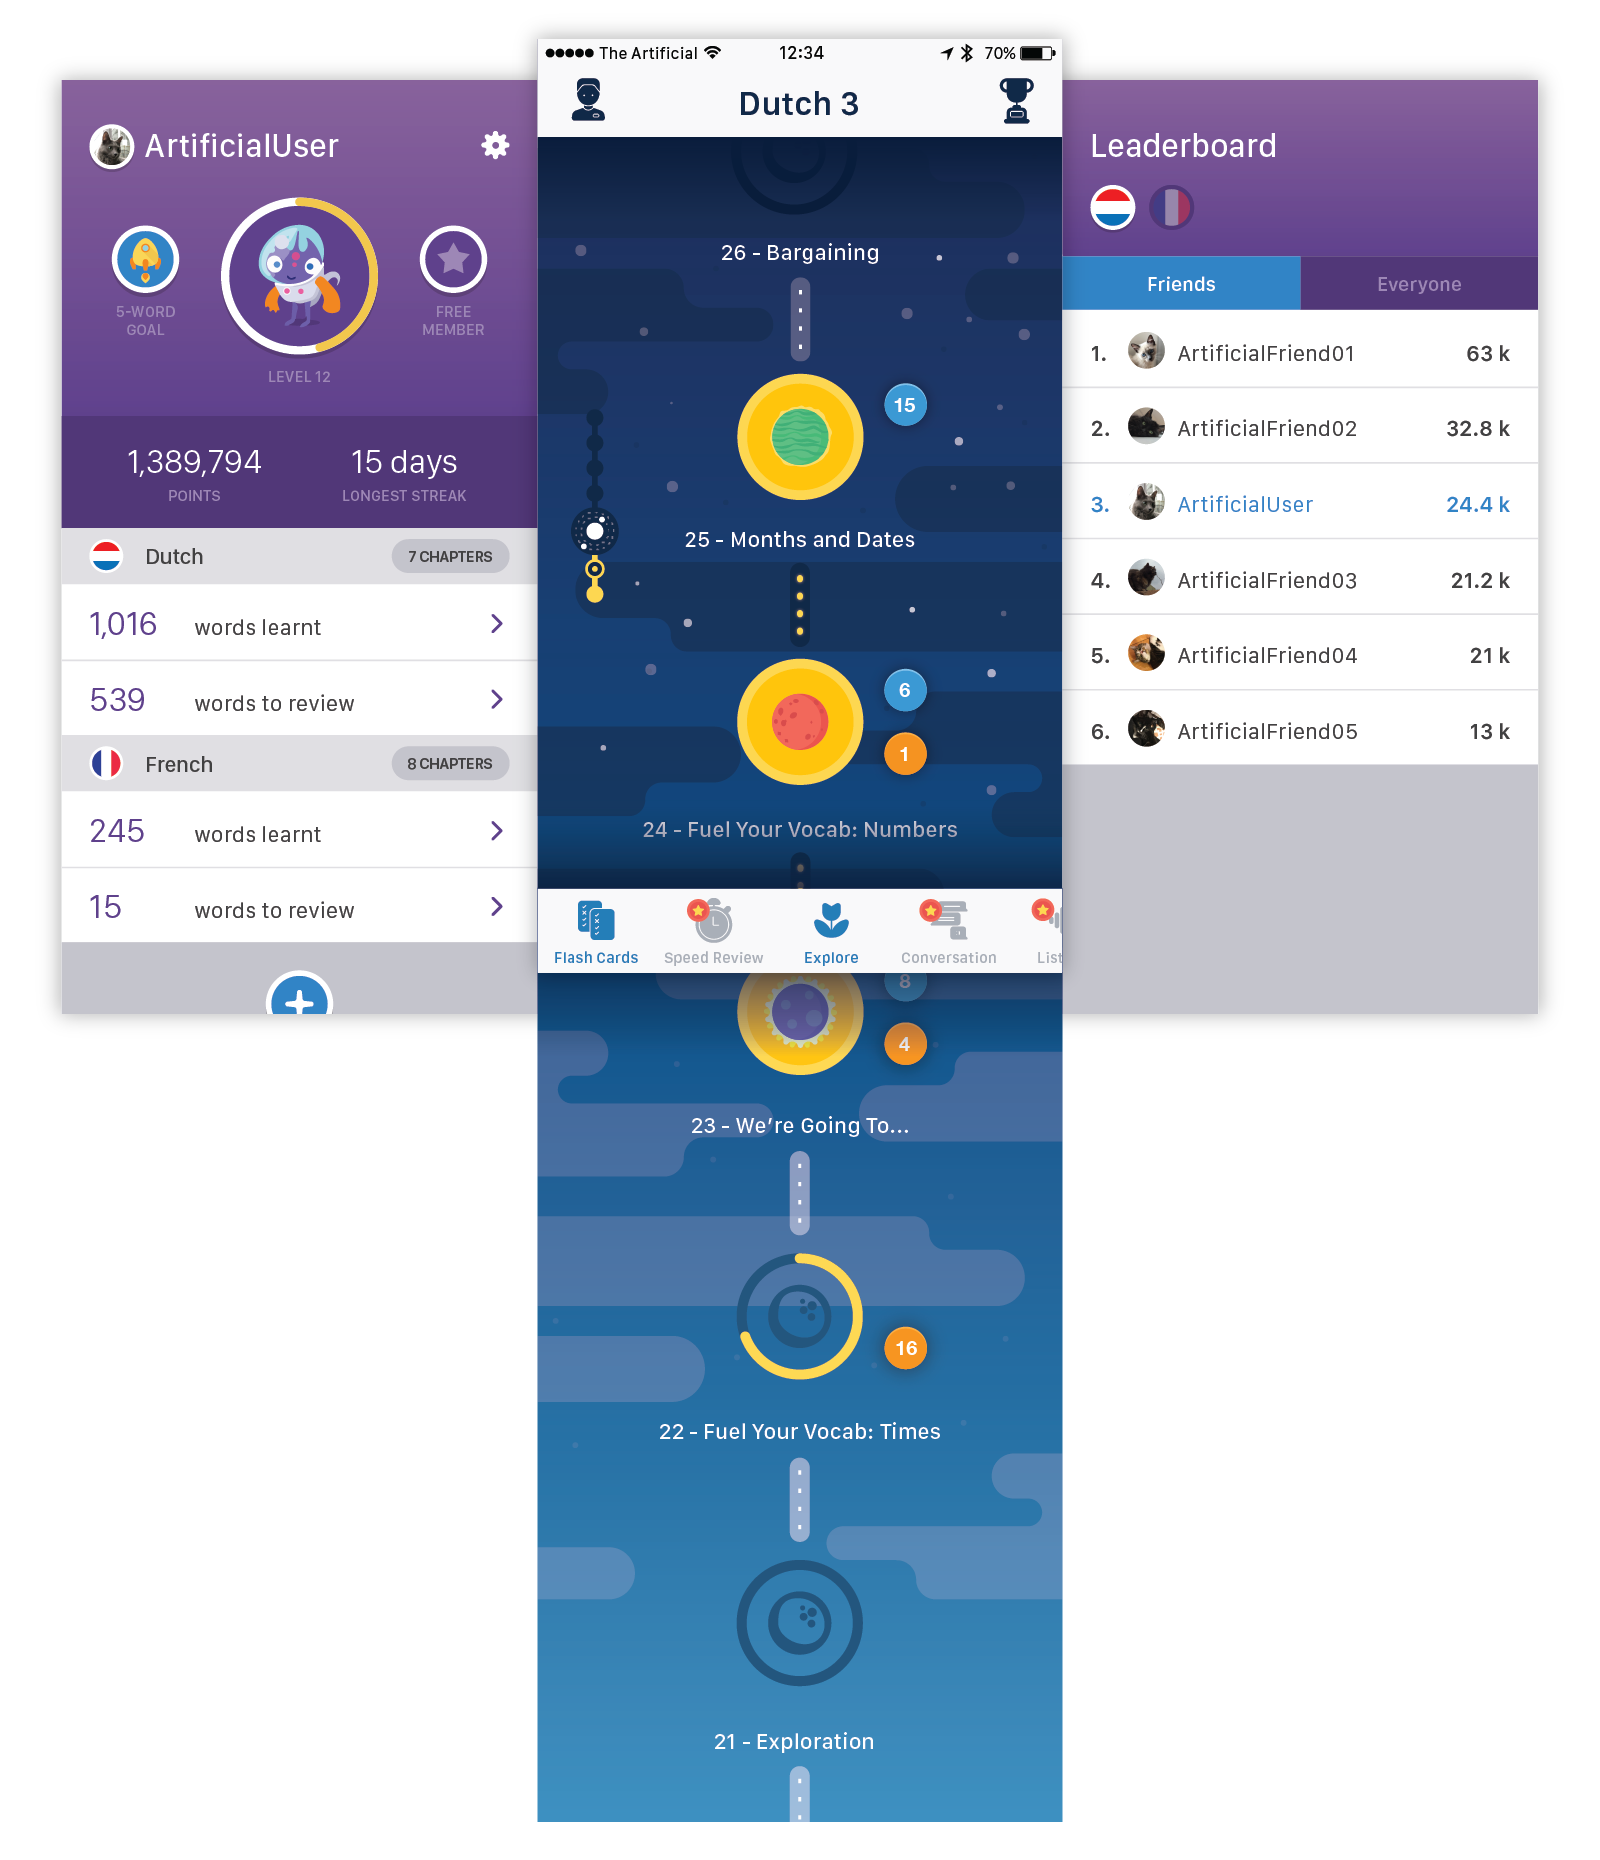 ArtificialUser
5-WORD
GOAL
FREE
MEMBER
LEVEL 12
1,389,794
POINTS
15 days
LONGEST STREAK
Dutch
7 CHAPTERS
1,016 words learnt
539 words to review
French
8 CHAPTERS
245 words learnt
15 words to review
The Artificial
12:34
70%
Dutch 3
26 - Bargaining
15
25 - Months and Dates
6
1
24 - Fuel Your Vocab: Numbers
Flash Cards
Speed Review
Explore
Conversation
List
8
4
23 - We’re Going To...
16
22 - Fuel Your Vocab: Times
21 - Exploration
Leaderboard
Friends
Everyone
1. ArtificialFriend01 63 k
2. ArtificialFriend02 32.8 k
3. ArtificialUser 24.4 k
4. ArtificialFriend03 21.2 k
5. ArtificialFriend04 21 k
6. ArtificialFriend05 13 k